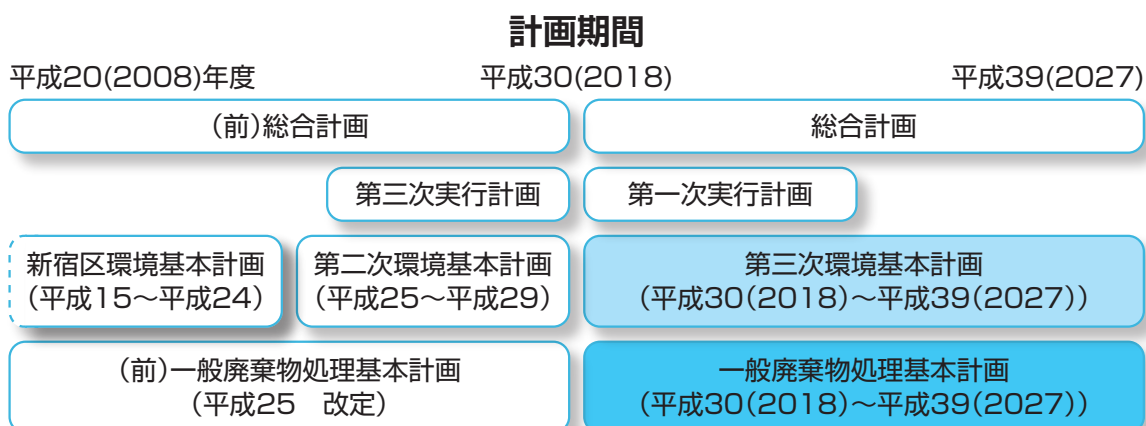 計画期間
平成20(2008)年度 平成30(2018) 平成39(2027)
(前)総合計画 総合計画
第三次実行計画 第一次実行計画
新宿区環境基本計画 第二次環境基本計画 第三次環境基本計画
(平成15～平成24) (平成25～平成29) (平成30(2018)～平成39(2027))
(前)一般廃棄物処理基本計画 一般廃棄物処理基本計画
(平成25　改定) (平成30(2018)～平成39(2027))